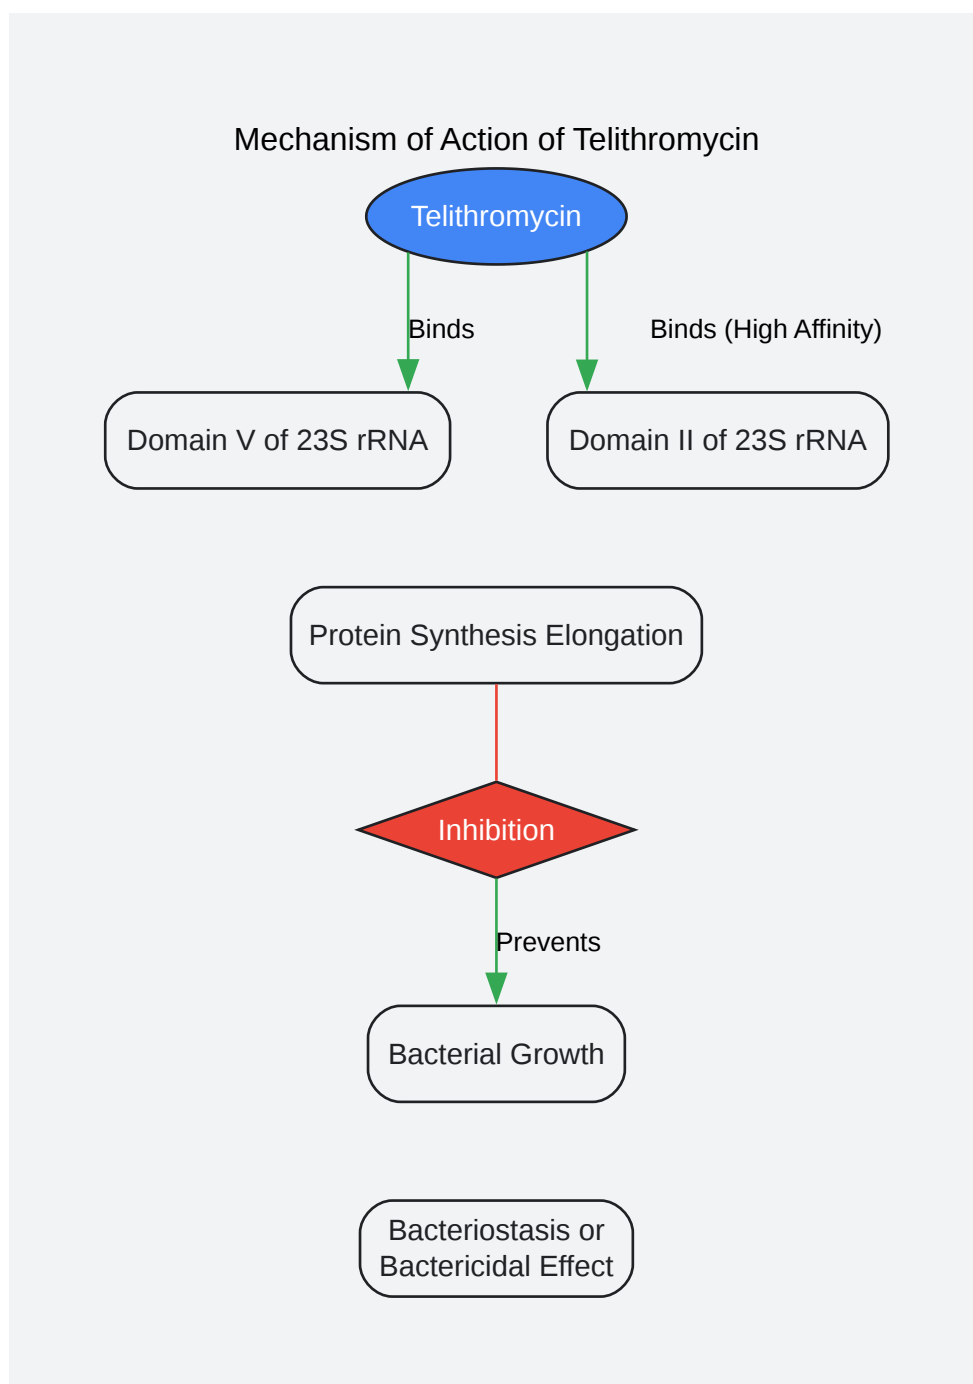 Mechanism of Action of Telithromycin
Telithromycin
Binds
Binds (High Affinity)
Domain V of 23S rRNA
Domain II of 23S rRNA
Protein Synthesis Elongation
Inhibition
Prevents
Bacterial Growth
Bacteriostasis or
Bactericidal Effect